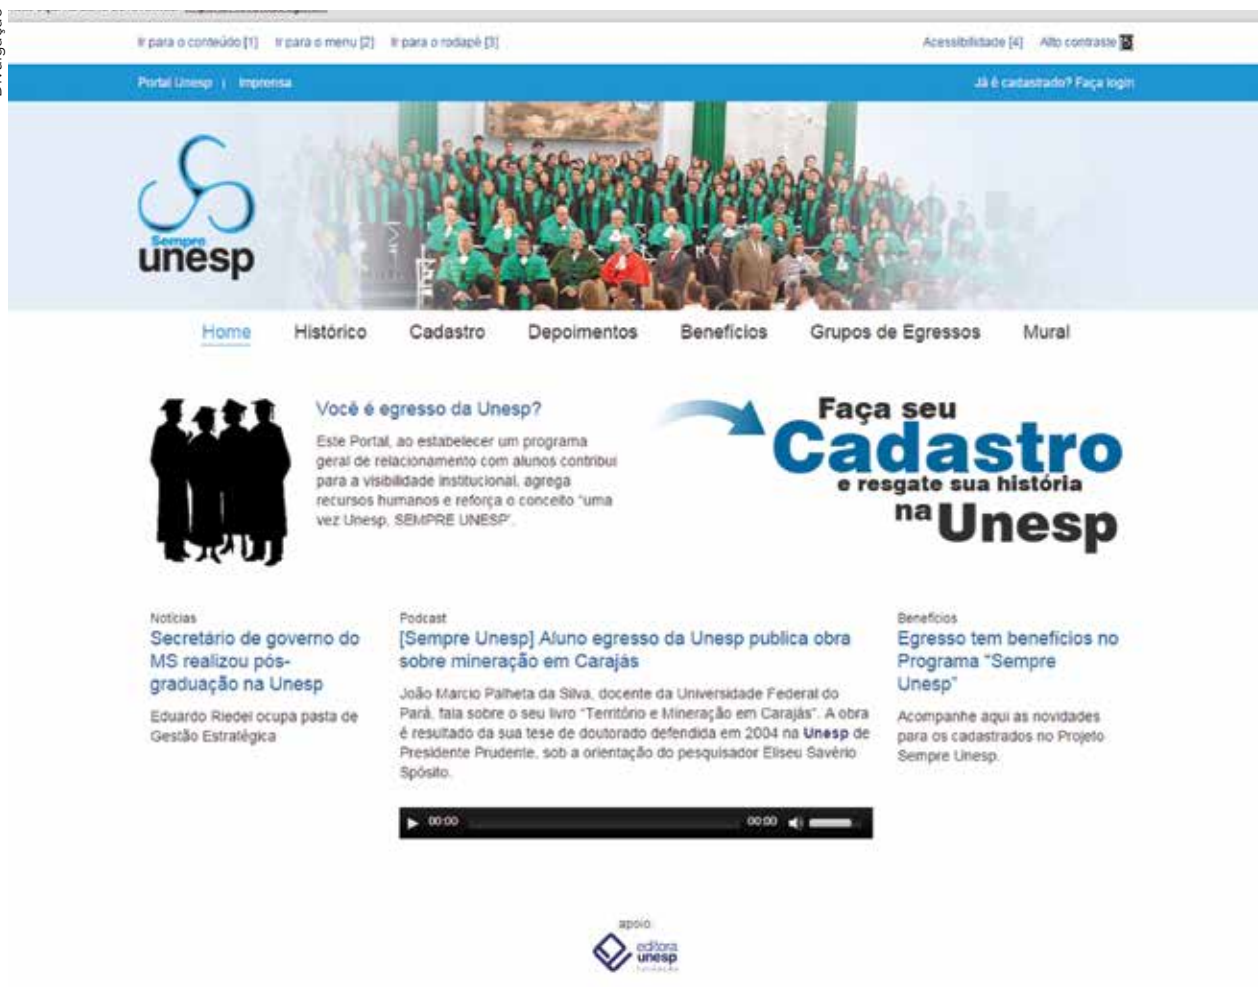 Divulgação
Ir para o conteúdo [1] Ir para o menu [2] Ir para o rodapé [3]
Acessibilidade [4] Alto contraste
Portal Unesp | Imprensa
Já é cadastrado? Faça login
Sempre
unesp
Home Histórico Cadastro Depoimentos Benefícios Grupos de Egressos Mural
Você é egresso da Unesp?
Este Portal, ao estabelecer um programa
geral de relacionamento com alunos contribui
para a visibilidade institucional, agrega
recursos humanos e reforça o conceito "uma
vez Unesp, SEMPRE UNESP".
Faça seu
Cadastro
e resgate sua história
na Unesp
Notícias
Secretário de governo do
MS realizou pós-
graduação na Unesp
Eduardo Riedel ocupa pasta de
Gestão Estratégica
Podcast
[Sempre Unesp] Aluno egresso da Unesp publica obra
sobre mineração em Carajás
João Marcio Palheta da Silva, docente da Universidade Federal do
Pará, fala sobre o seu livro "Território e Mineração em Carajás". A obra
é resultado da sua tese de doutorado defendida em 2004 na Unesp de
Presidente Prudente, sob a orientação do pesquisador Eliseu Savério
Spósito.
00:00 00:00
Benefícios
Egresso tem benefícios no
Programa "Sempre
Unesp"
Acompanhe aqui as novidades
para os cadastrados no Projeto
Sempre Unesp.
apoio
editora
unesp
fundação